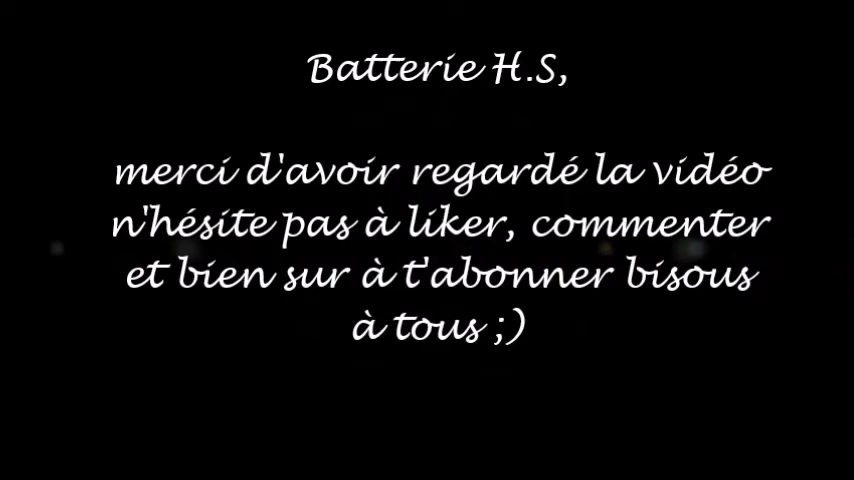 Batterie H.S,
merci d'avoir regardé la vidéo
n'hésite pas à liker, commenter
et bien sur à t'abonner bisous
à tous ;)